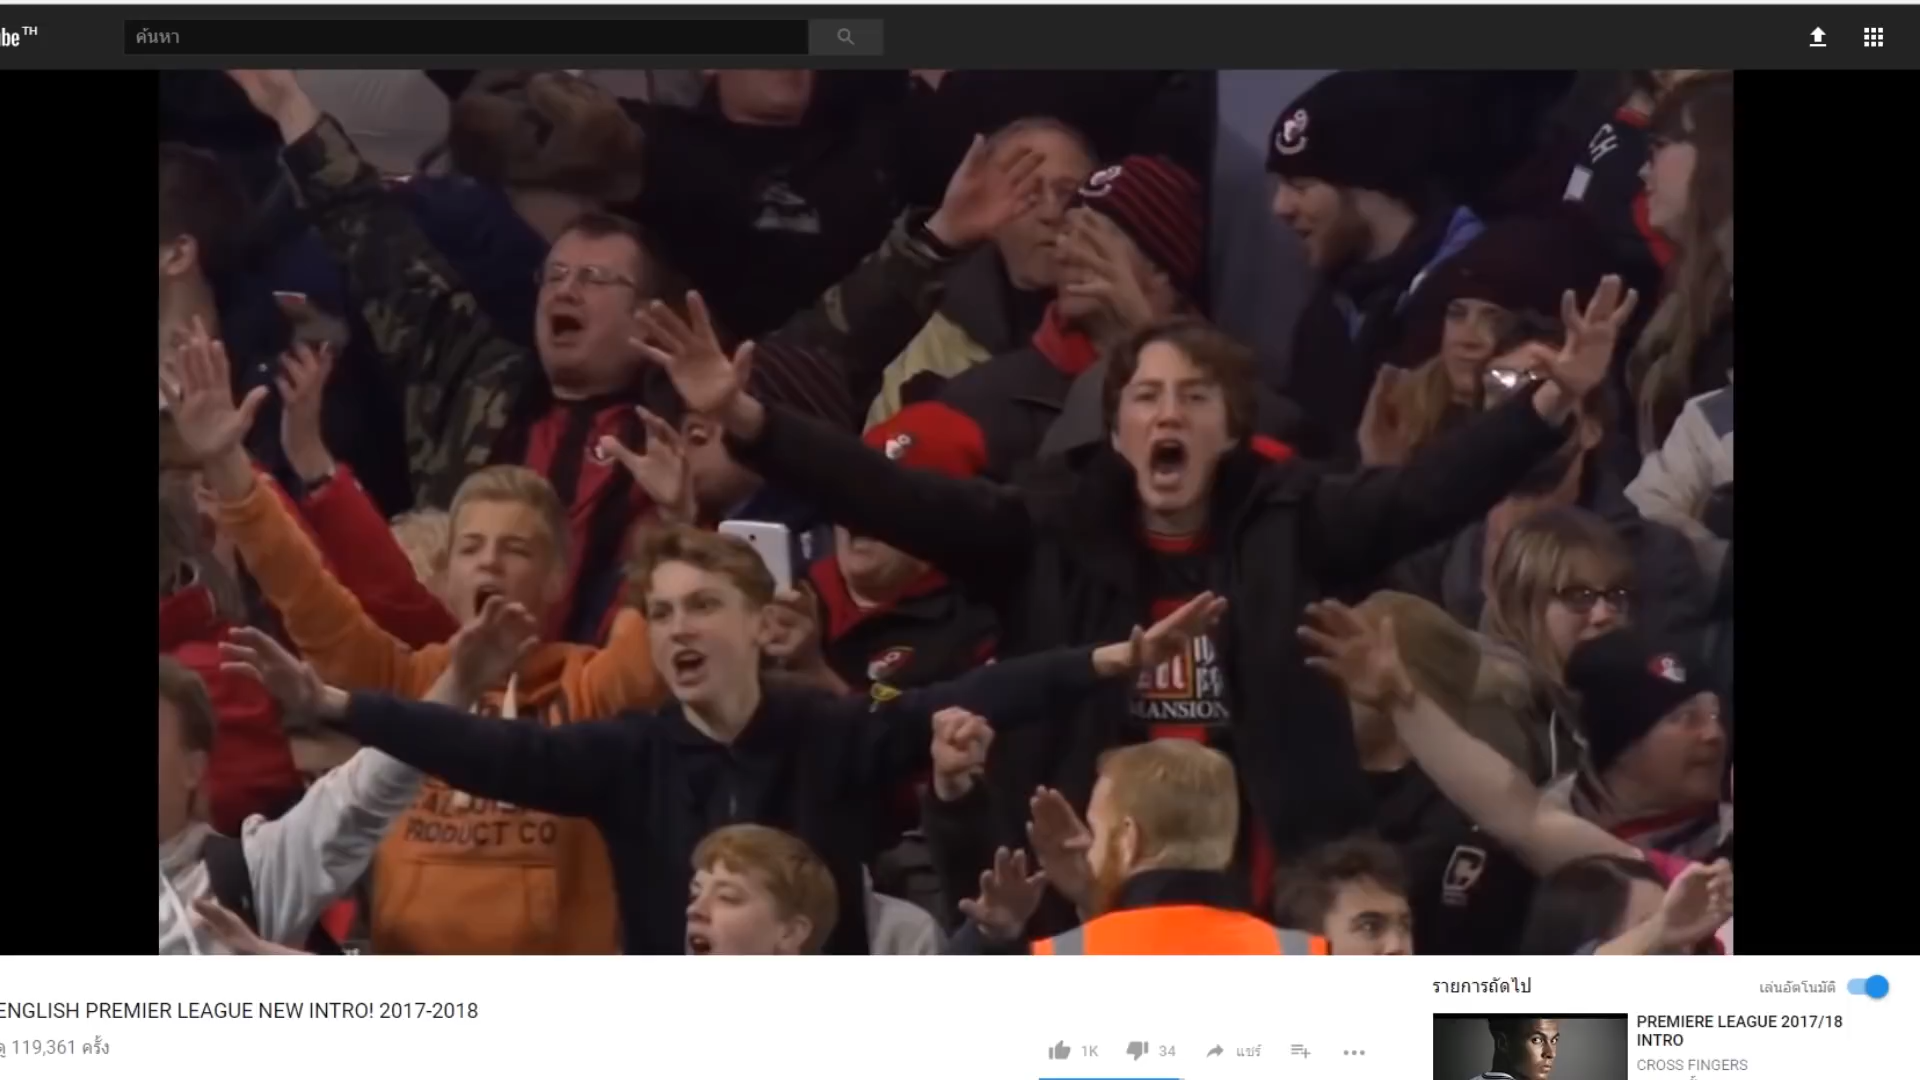 be TH
ค้นหา
CH
MANSION
PRODUCT CO
ENGLISH PREMIER LEAGUE NEW INTRO! 2017-2018
119,361 ครั้ง
1K
34
แชร์
รายการถัดไป
เล่นอัตโนมัติ
PREMIERE LEAGUE 2017/18
INTRO
CROSS FINGERS